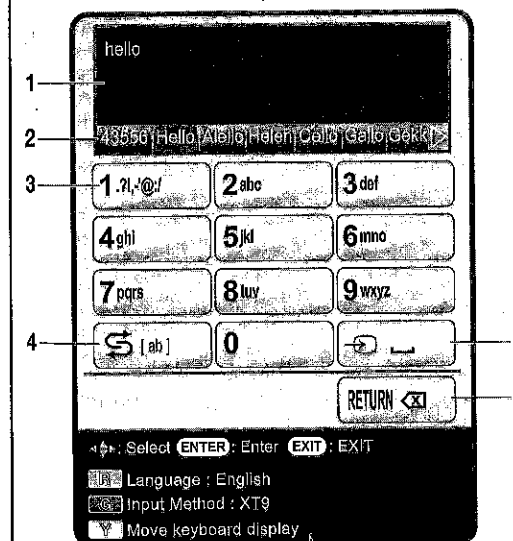 hello
1
2
43556 Hello Helen Cello Gallo Gekk
3
1 .?!,-'@:/
2 abc
3 def
4 ghi
5 jkl
6 mno
7 pqrs
8 tuv
9 wxyz
4
[ ab ]
0
RETURN
: Select ENTER : Enter EXIT : EXIT
R Language : English
G Input Method : XT9
Y Move keyboard display